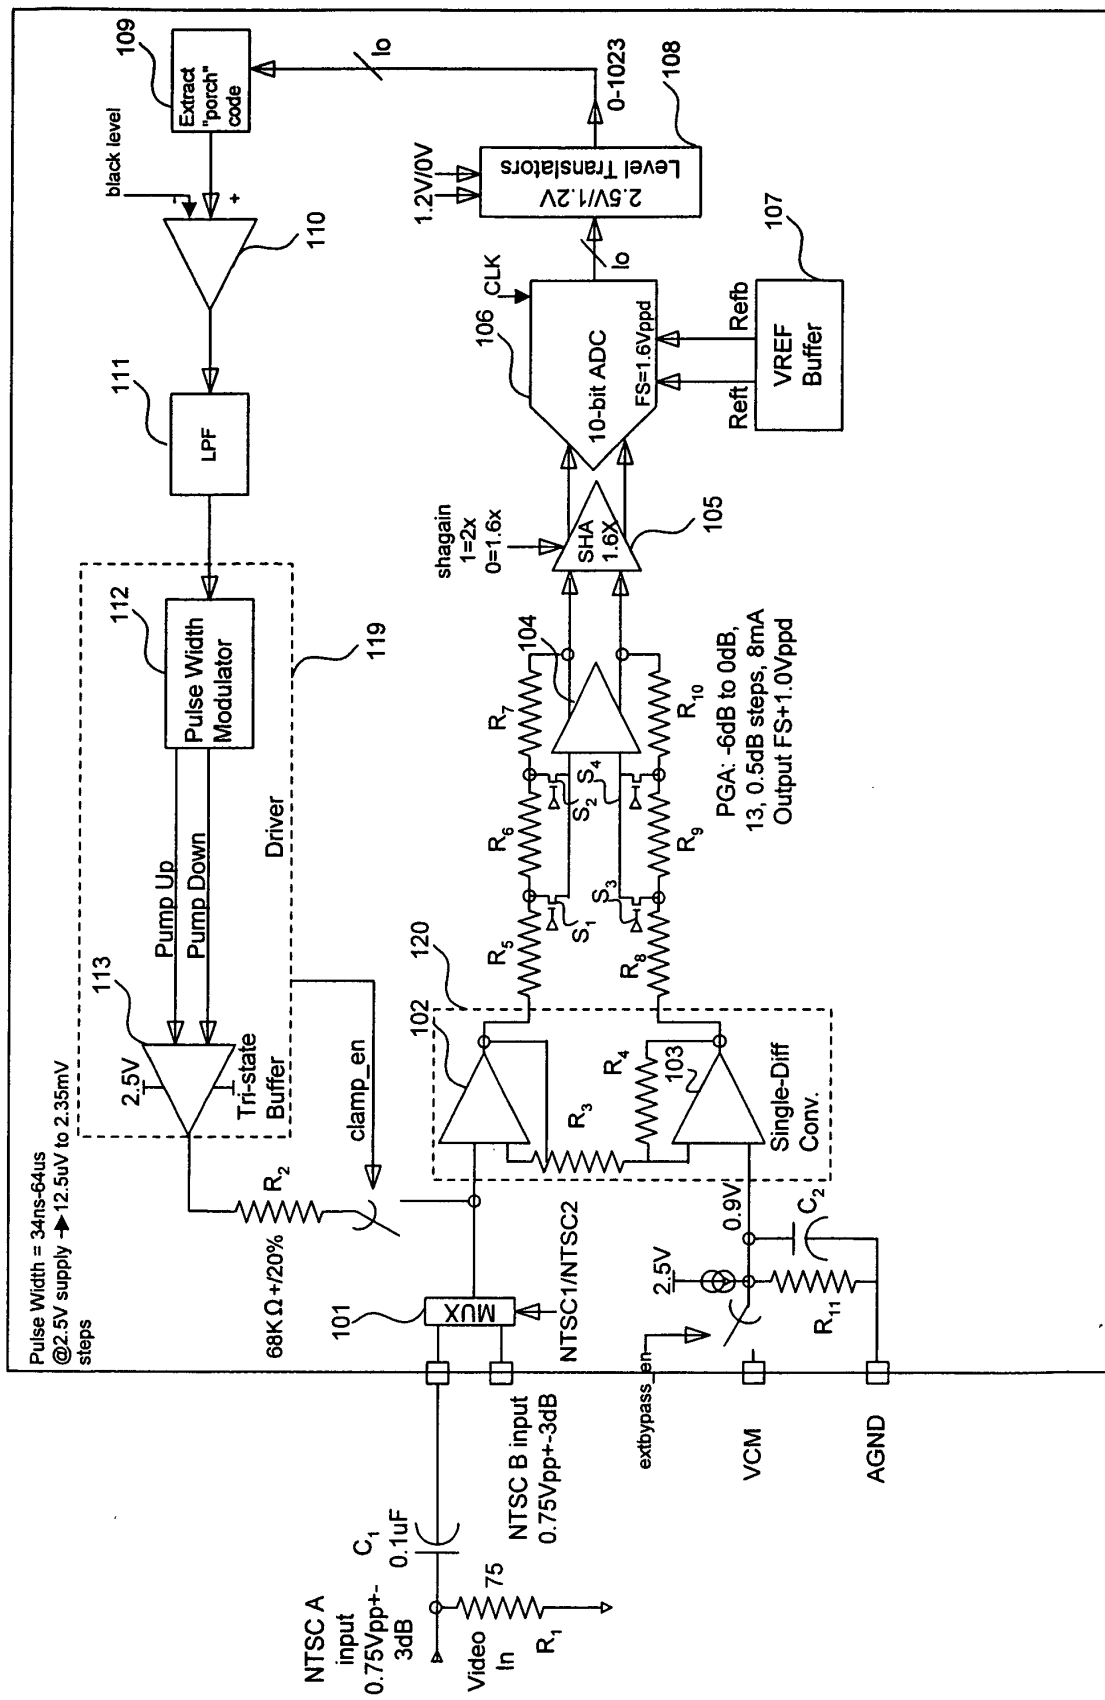 Pulse Width = 34ns-64us
@2.5V supply → 12.5uV to 2.35mV
steps
113
2.5V
Tri-state
Buffer
Pump Up
Pump Down
Driver
112
Pulse Width
Modulator
119
111
LPF
110
black level
-
+
109
Extract
"porch"
code
68KΩ+/20%
R2
clamp_en
101
MUX
NTSC1/NTSC2
NTSC A
input
0.75Vpp+-
3dB
Video
In
75
R1
C1
0.1uF
NTSC B input
0.75Vpp+-3dB
102
120
R3
R4
103
Single-Diff
Conv.
0.9V
2.5V
C2
R11
extbypass_en
VCM
AGND
R5
R6
R7
S1
S2
S3
S4
R8
R9
R10
104
PGA: -6dB to 0dB,
13, 0.5dB steps, 8mA
Output FS+1.0Vppd
shagain
1=2x
0=1.6x
SHA
1.6X
105
106
CLK
10-bit ADC
FS=1.6Vppd
Reft
Refb
VREF
Buffer
107
Io
1.2V/0V
2.5V/1.2V
Level Translators
108
0-1023
Io